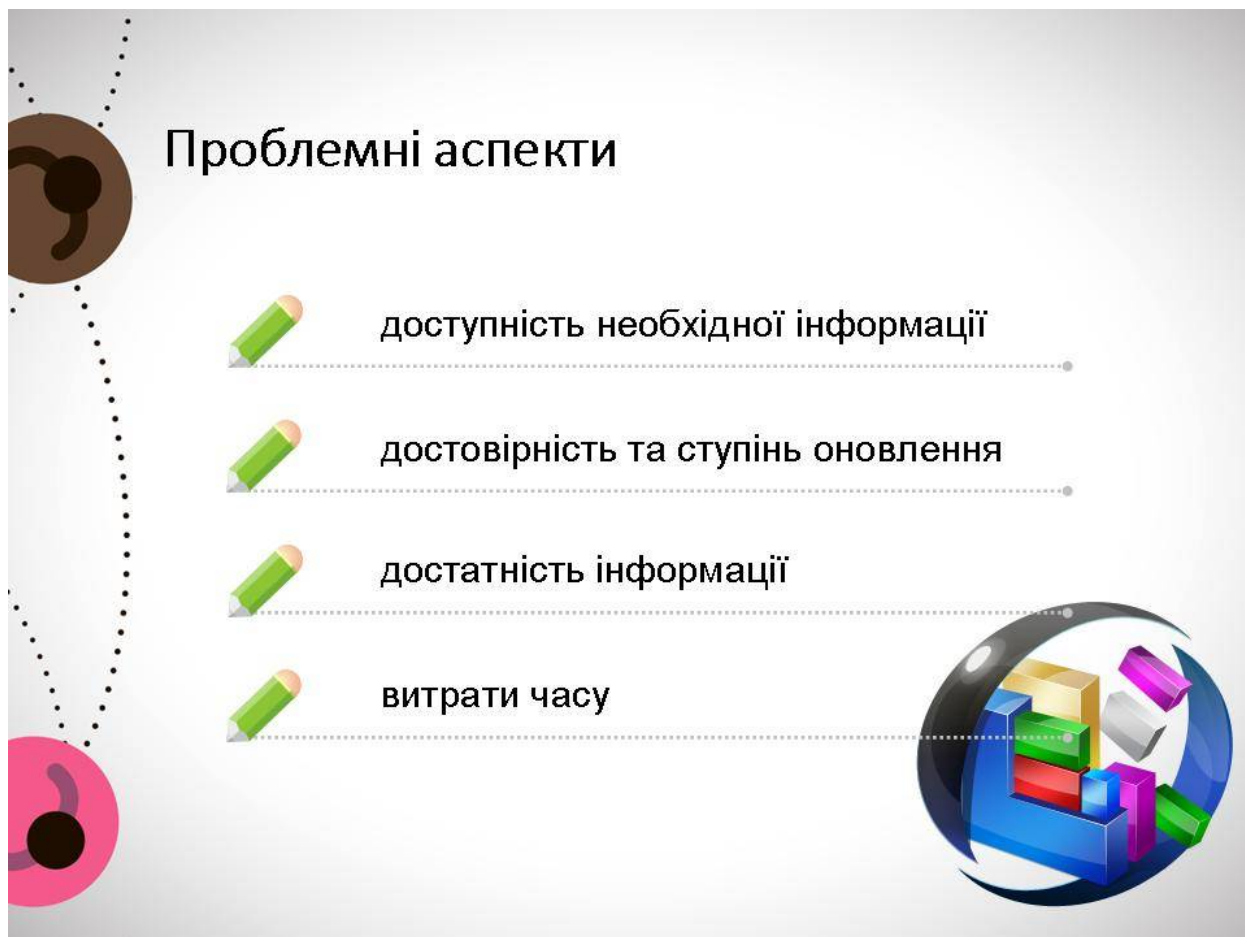 Проблемні аспекти
доступність необхідної інформації
достовірність та ступінь оновлення
достатність інформації
витрати часу